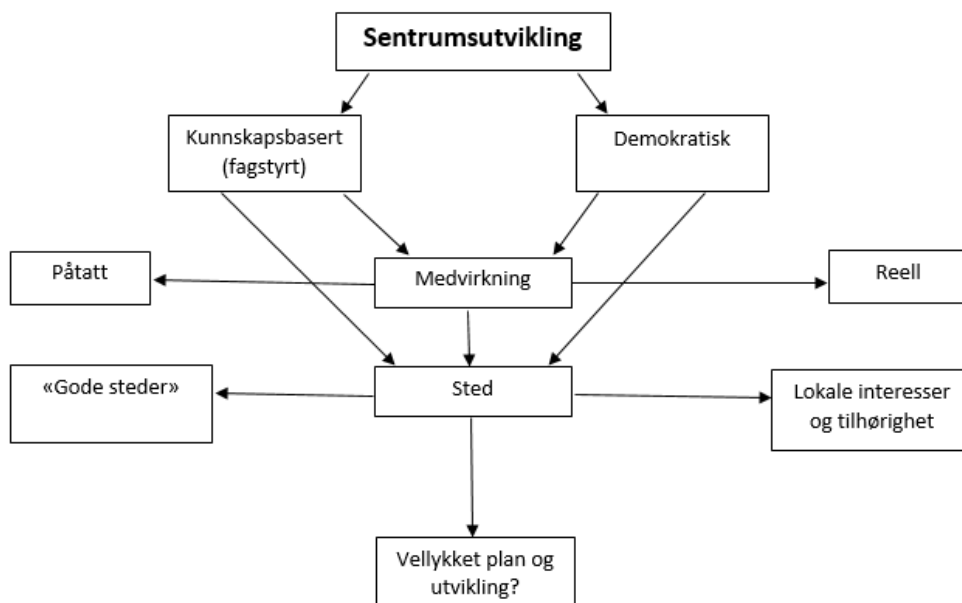 Sentrumsutvikling
Kunnskapsbasert
(fagstyrt)
Demokratisk
Påtatt
Medvirkning
Reell
«Gode steder»
Sted
Lokale interesser
og tilhørighet
Vellykket plan og
utvikling?